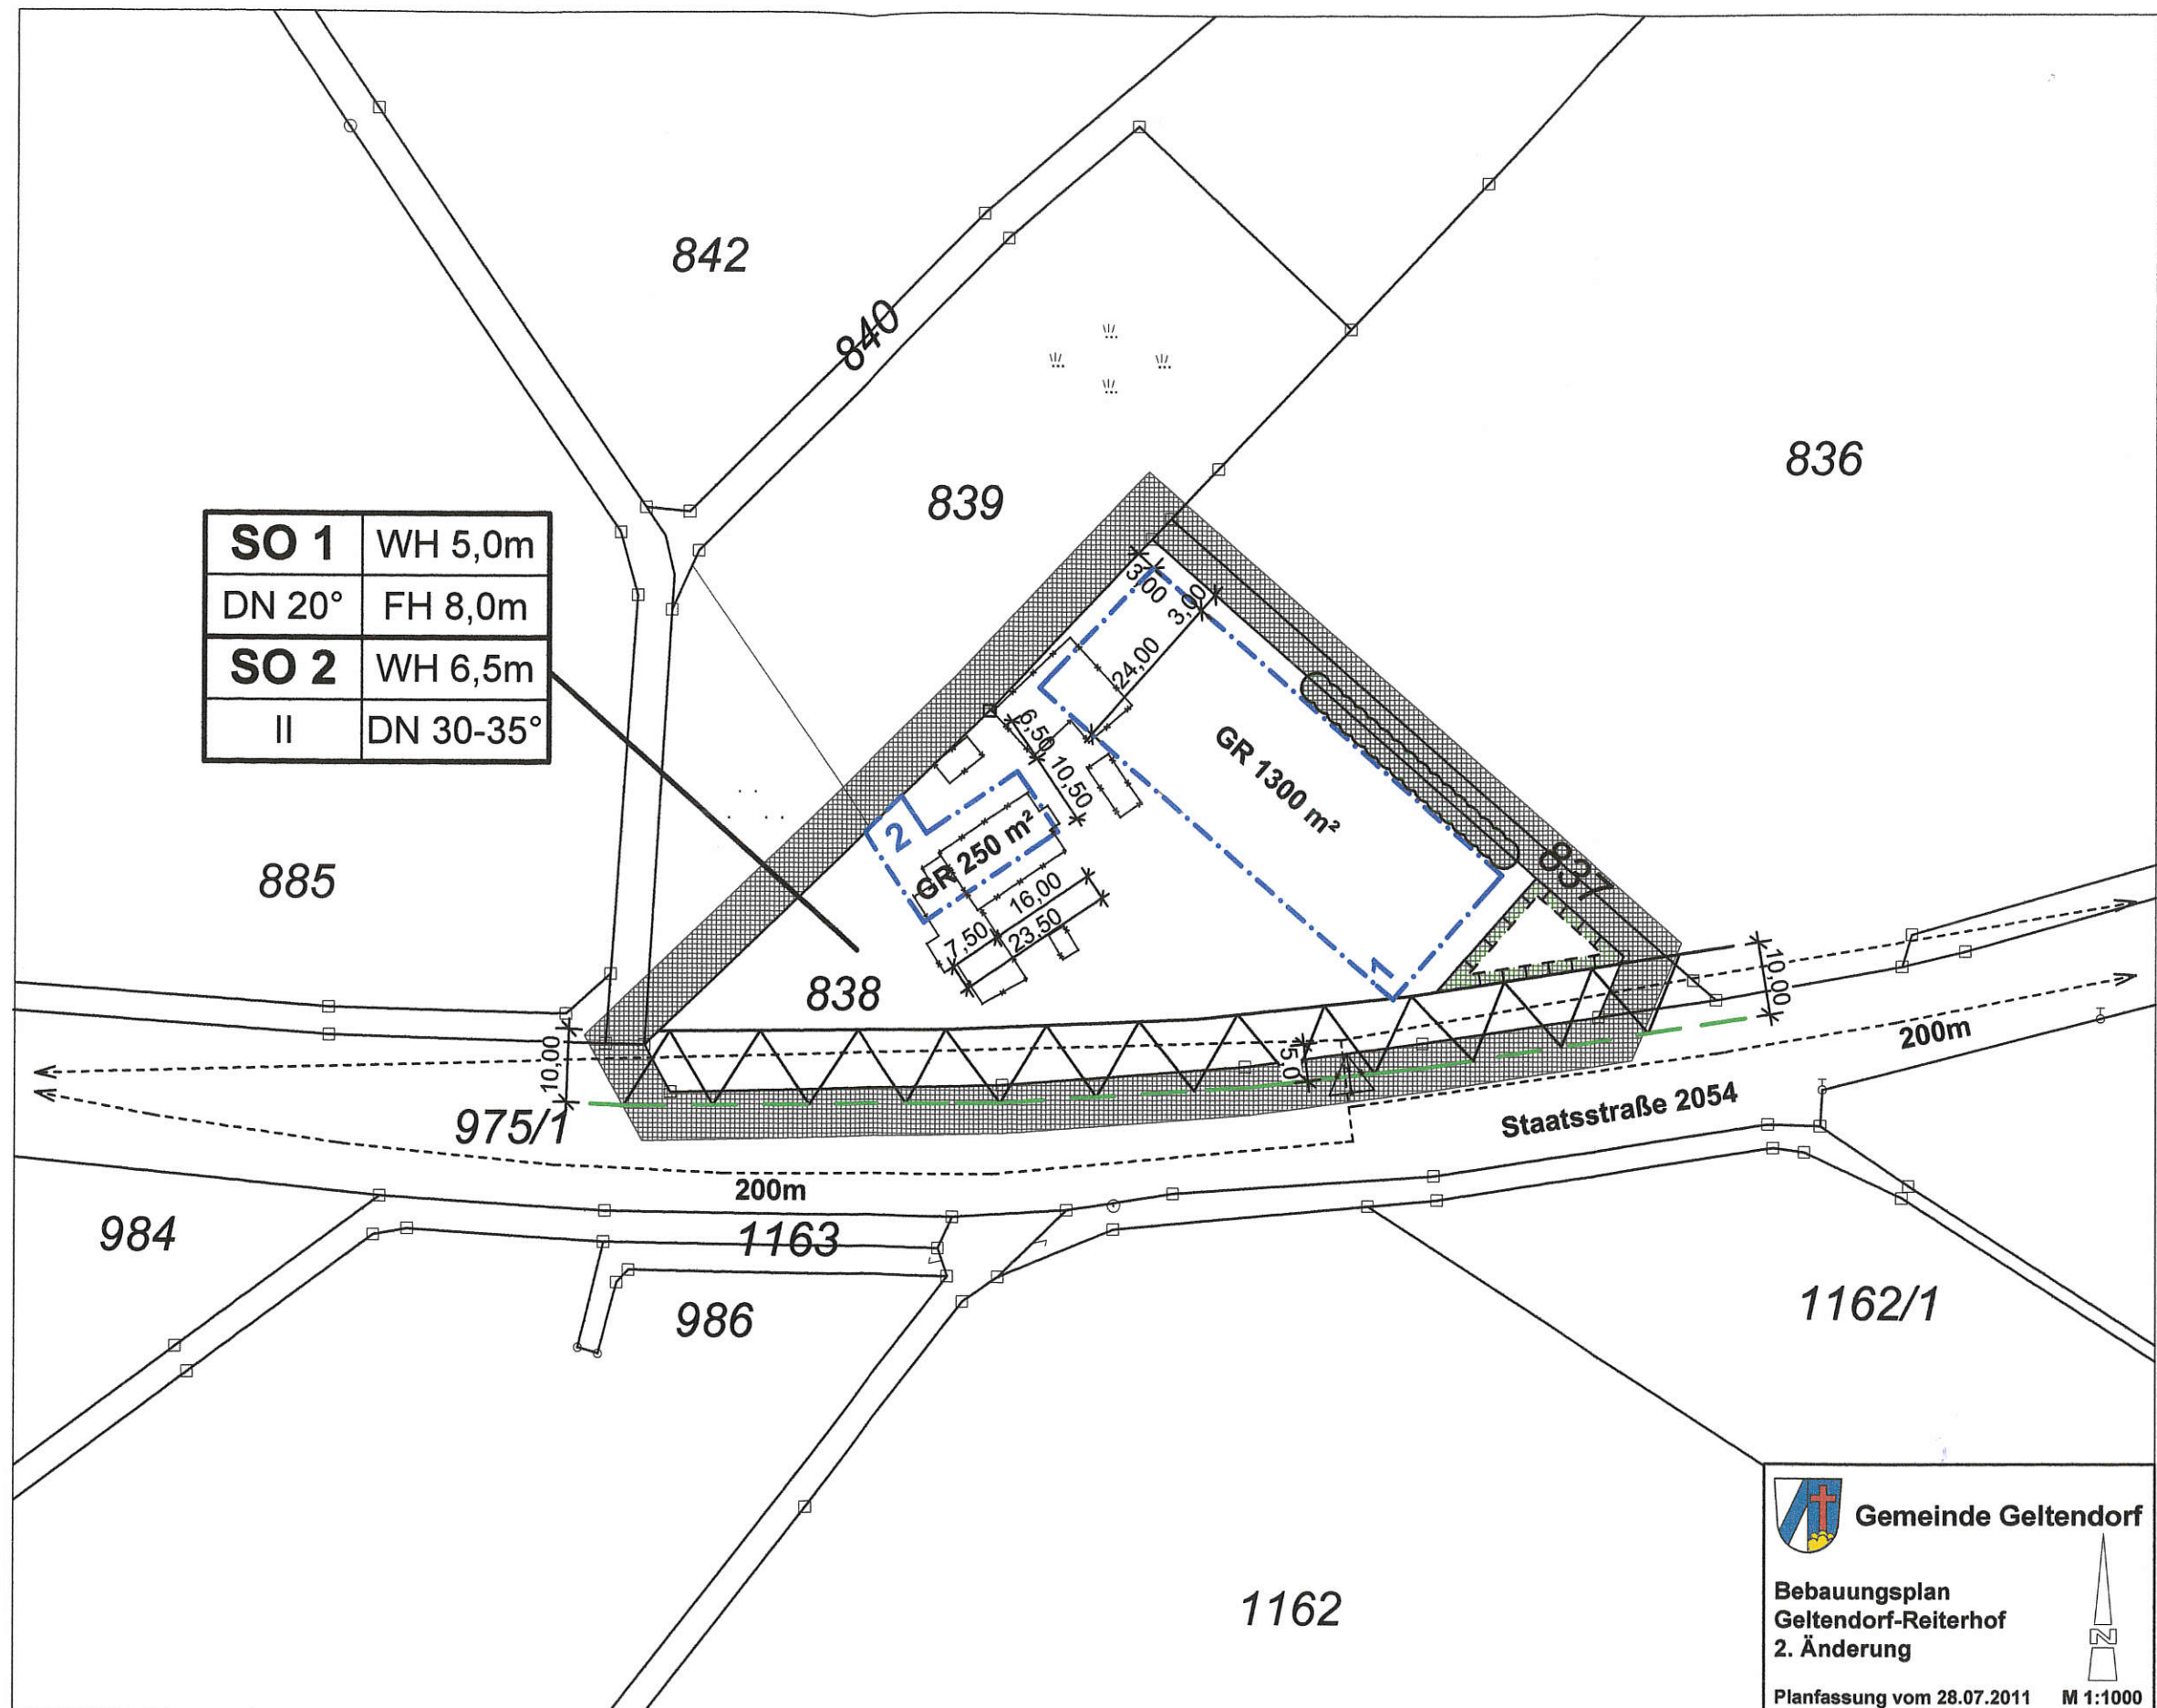 842
840
839
836
SO 1 WH 5,0m
DN 20° FH 8,0m
SO 2 WH 6,5m
II DN 30-35°
3,00
3,00
24,00
6,50
10,50
GR 1300 m²
2
GR 250 m²
16,00
7,50
23,50
837
885
838
1
10,00
10,00
5,0
200m
975/1
Staatsstraße 2054
200m
984
1163
986
1162/1
1162
Gemeinde Geltendorf
Bebauungsplan
Geltendorf-Reiterhof
2. Änderung
N
Planfassung vom 28.07.2011 M 1:1000